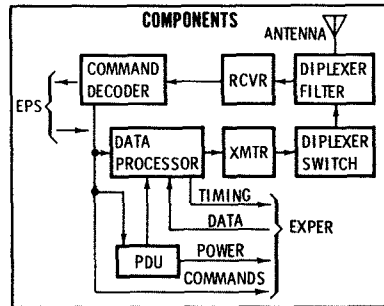 COMPONENTS
ANTENNA
COMMAND
DECODER
RCVR
DIPLEXER
FILTER
EPS
DATA
PROCESSOR
XMTR
DIPLEXER
SWITCH
TIMING
DATA
EXPER
PDU
POWER
COMMANDS